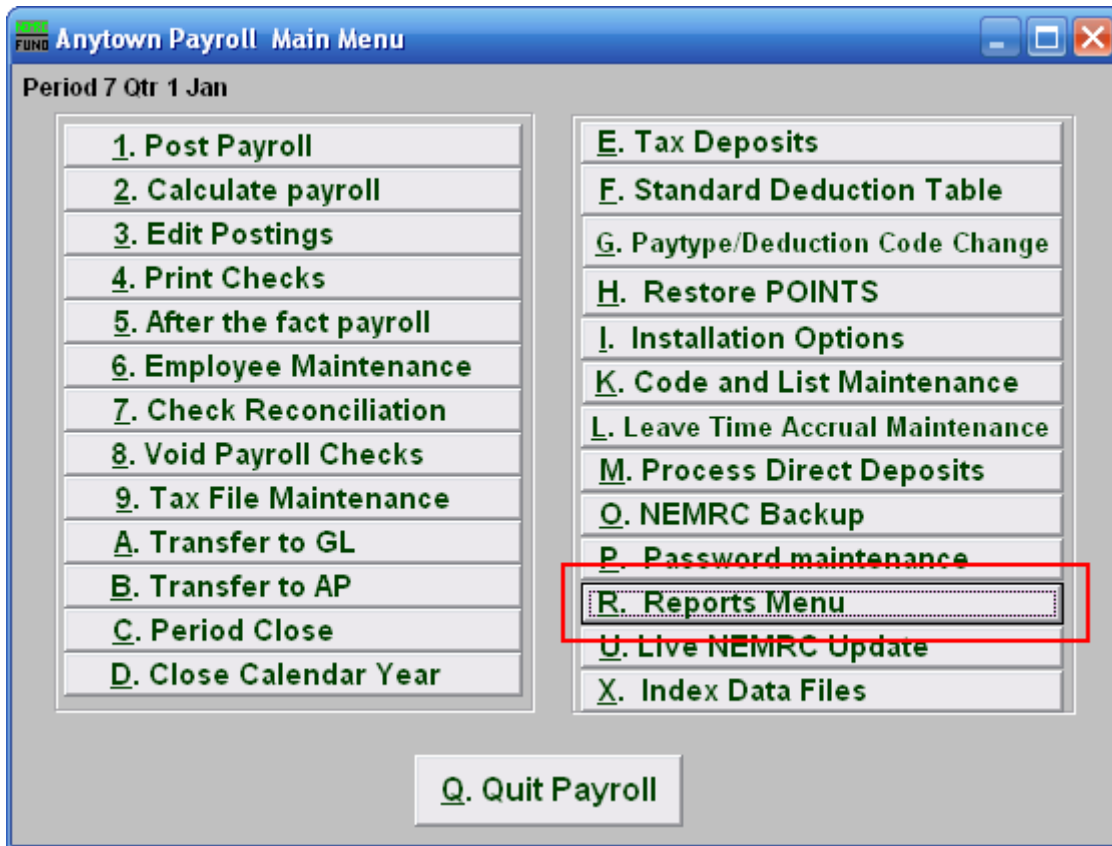 NEMRC
FUND Anytown Payroll Main Menu
Period 7 Qtr 1 Jan
1. Post Payroll
2. Calculate payroll
3. Edit Postings
4. Print Checks
5. After the fact payroll
6. Employee Maintenance
7. Check Reconciliation
8. Void Payroll Checks
9. Tax File Maintenance
A. Transfer to GL
B. Transfer to AP
C. Period Close
D. Close Calendar Year
E. Tax Deposits
F. Standard Deduction Table
G. Paytype/Deduction Code Change
H. Restore POINTS
I. Installation Options
K. Code and List Maintenance
L. Leave Time Accrual Maintenance
M. Process Direct Deposits
O. NEMRC Backup
P. Password maintenance
R. Reports Menu
U. Live NEMRC Update
X. Index Data Files
Q. Quit Payroll